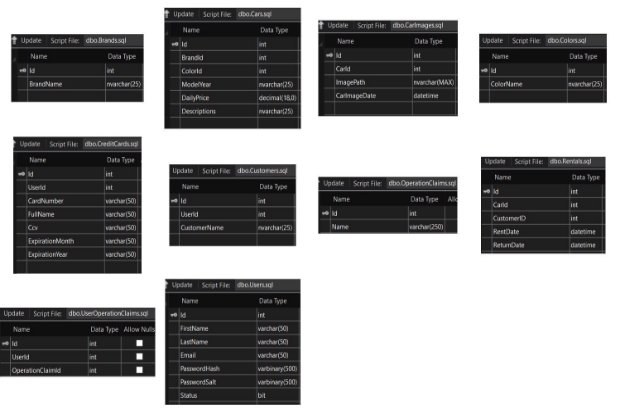 Update Script File: dbo.Brands.sql
Name Data Type
Id int
BrandName nvarchar(25)
Update Script File: dbo.Cars.sql
Name Data Type
Id int
BrandId int
ColorId int
ModelYear nvarchar(25)
DailyPrice decimal(18,0)
Descriptions nvarchar(25)
Update Script File: dbo.CarImages.sql
Name Data Type
Id int
CarId int
ImagePath nvarchar(MAX)
CarImageDate datetime
Update Script File: dbo.Colors.sql
Name Data Type
Id int
ColorName nvarchar(25)
Update Script File: dbo.CreditCards.sql
Name Data Type
Id int
UserId int
CardNumber varchar(50)
FullName varchar(50)
Ccv varchar(50)
ExpirationMonth varchar(50)
ExpirationYear varchar(50)
Update Script File: dbo.Customers.sql
Name Data Type
Id int
UserId int
CustomerName nvarchar(25)
Update Script File: dbo.OperationClaims.sql
Name Data Type Allo
Id int
Name varchar(250)
Update Script File: dbo.Rentals.sql
Name Data Type
Id int
CarId int
CustomerID int
RentDate datetime
ReturnDate datetime
Update Script File: dbo.UserOperationClaims.sql
Name Data Type Allow Nulls
Id int
UserId int
OperationClaimId int
Update Script File: dbo.Users.sql
Name Data Type
Id int
FirstName varchar(50)
LastName varchar(50)
Email varchar(50)
PasswordHash varbinary(500)
PasswordSalt varbinary(500)
Status bit